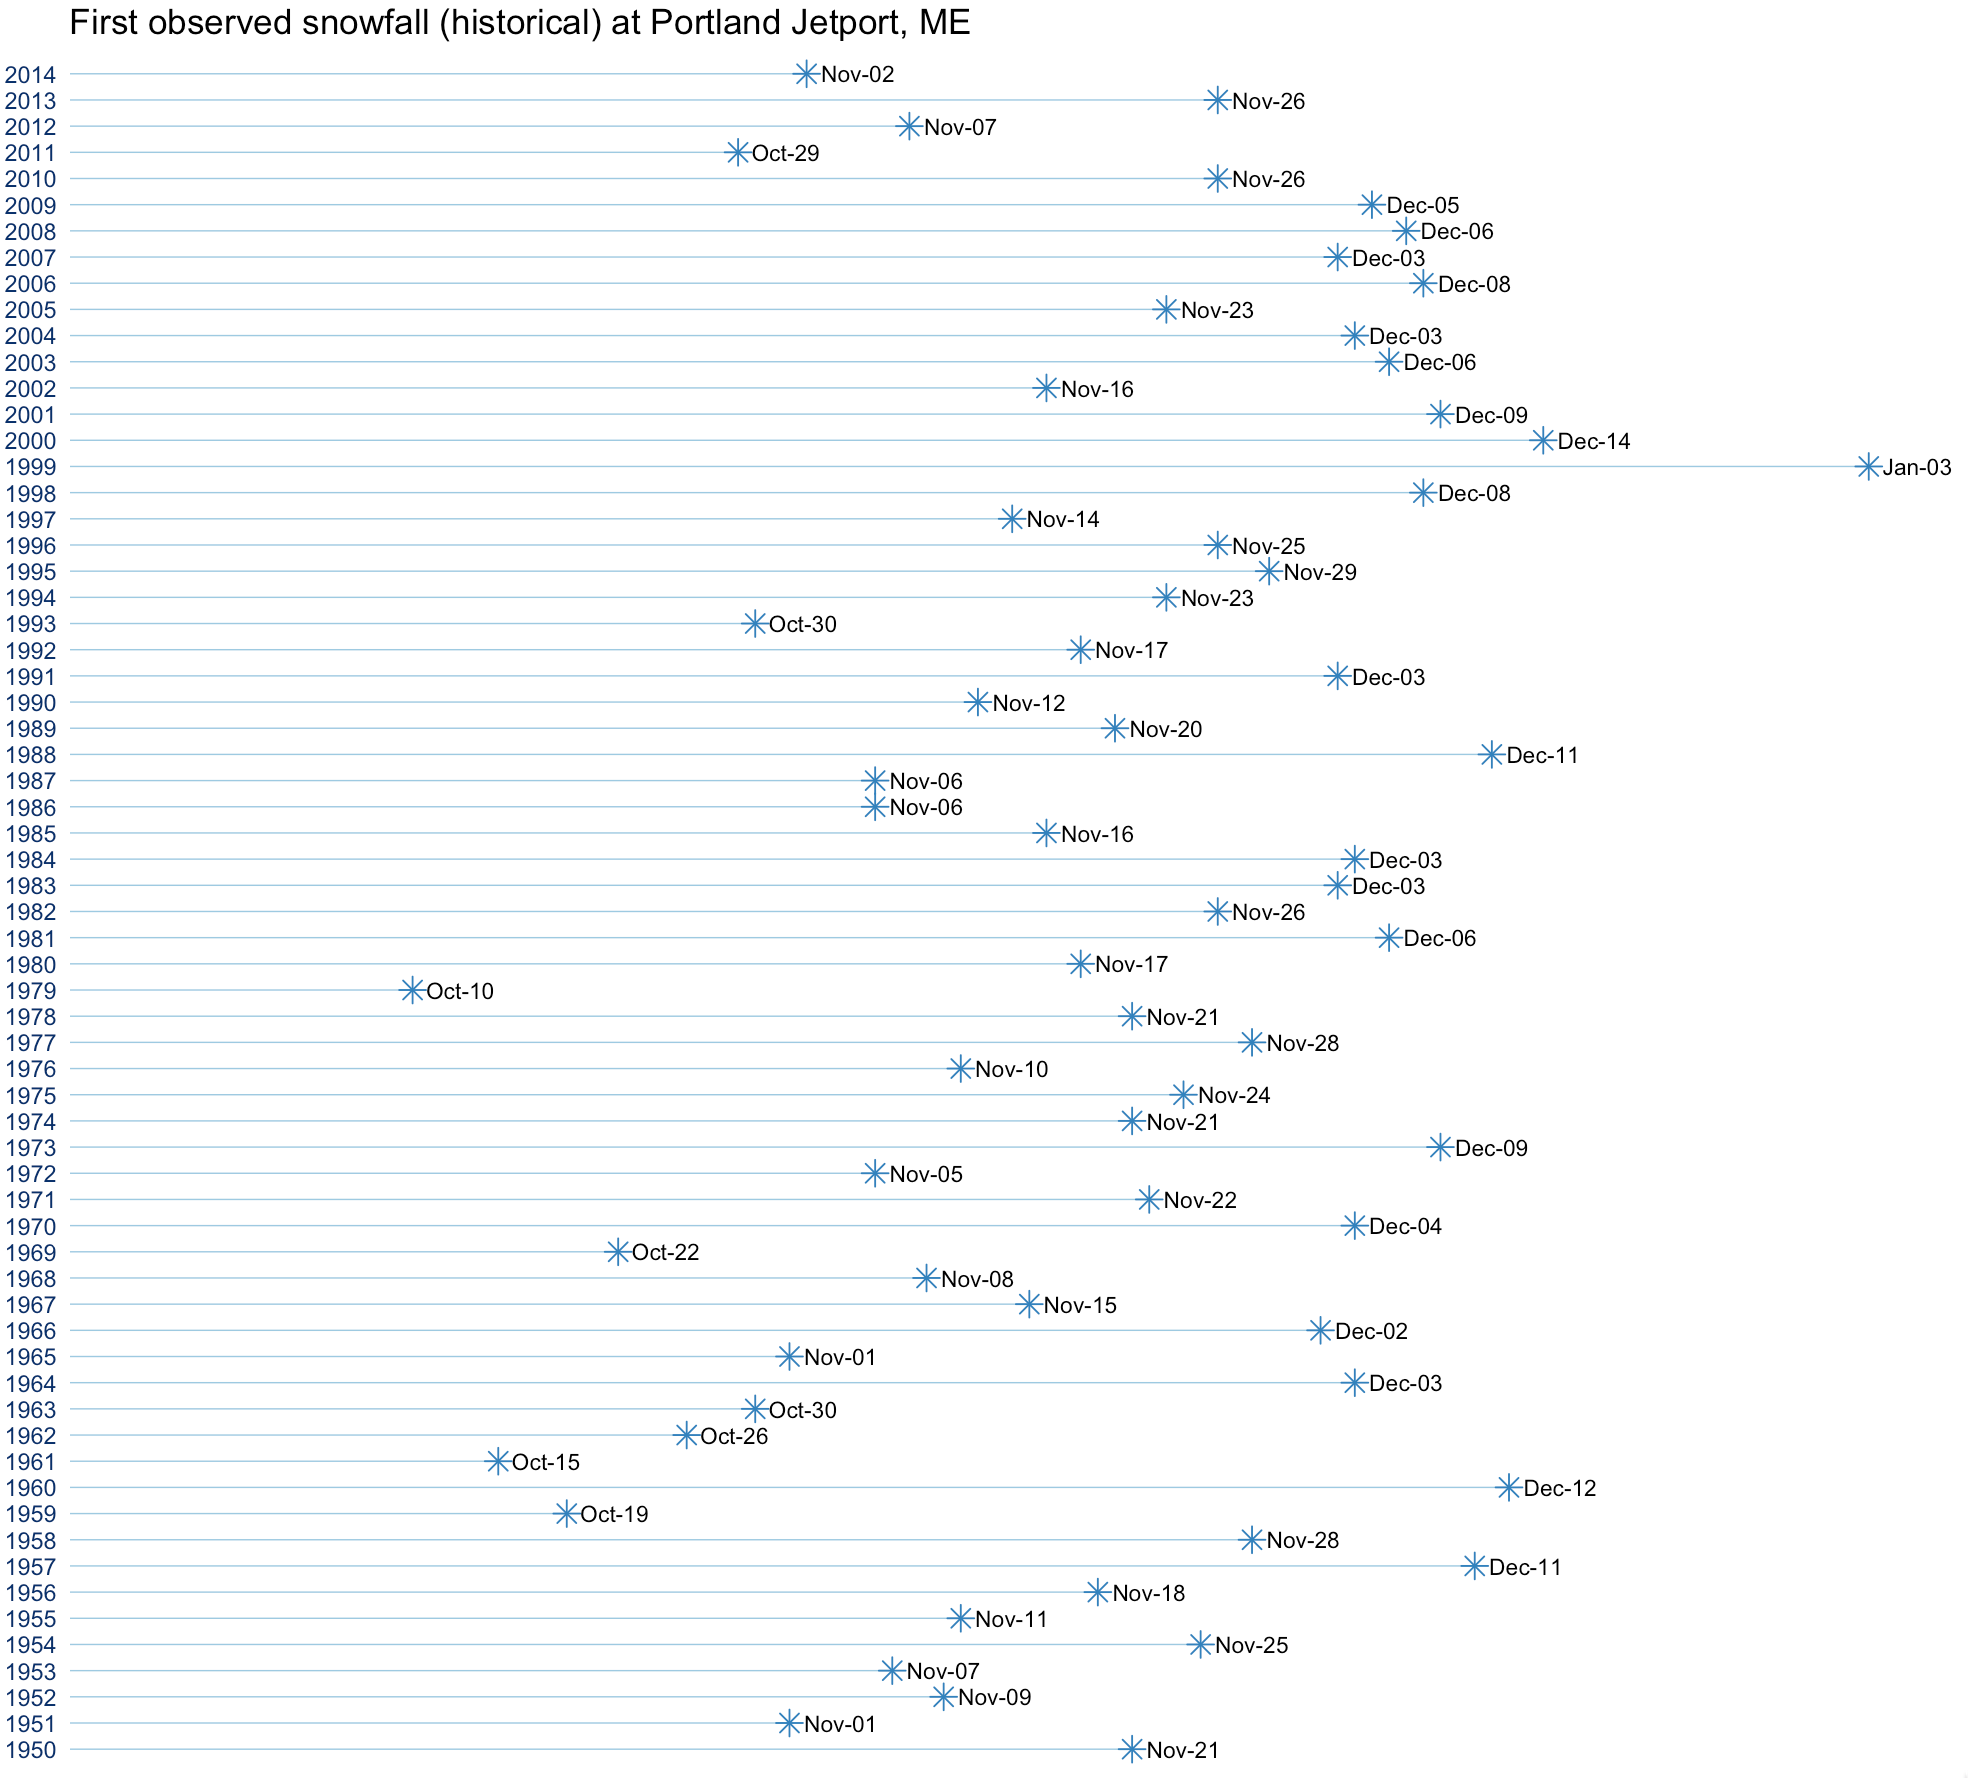 First observed snowfall (historical) at Portland Jetport, ME
2014 Nov-02
2013 Nov-26
2012 Nov-07
2011 Oct-29
2010 Nov-26
2009 Dec-05
2008 Dec-06
2007 Dec-03
2006 Dec-08
2005 Nov-23
2004 Dec-03
2003 Dec-06
2002 Nov-16
2001 Dec-09
2000 Dec-14
1999 Jan-03
1998 Dec-08
1997 Nov-14
1996 Nov-25
1995 Nov-29
1994 Nov-23
1993 Oct-30
1992 Nov-17
1991 Dec-03
1990 Nov-12
1989 Nov-20
1988 Dec-11
1987 Nov-06
1986 Nov-06
1985 Nov-16
1984 Dec-03
1983 Dec-03
1982 Nov-26
1981 Dec-06
1980 Nov-17
1979 Oct-10
1978 Nov-21
1977 Nov-28
1976 Nov-10
1975 Nov-24
1974 Nov-21
1973 Dec-09
1972 Nov-05
1971 Nov-22
1970 Dec-04
1969 Oct-22
1968 Nov-08
1967 Nov-15
1966 Dec-02
1965 Nov-01
1964 Dec-03
1963 Oct-30
1962 Oct-26
1961 Oct-15
1960 Dec-12
1959 Oct-19
1958 Nov-28
1957 Dec-11
1956 Nov-18
1955 Nov-11
1954 Nov-25
1953 Nov-07
1952 Nov-09
1951 Nov-01
1950 Nov-21